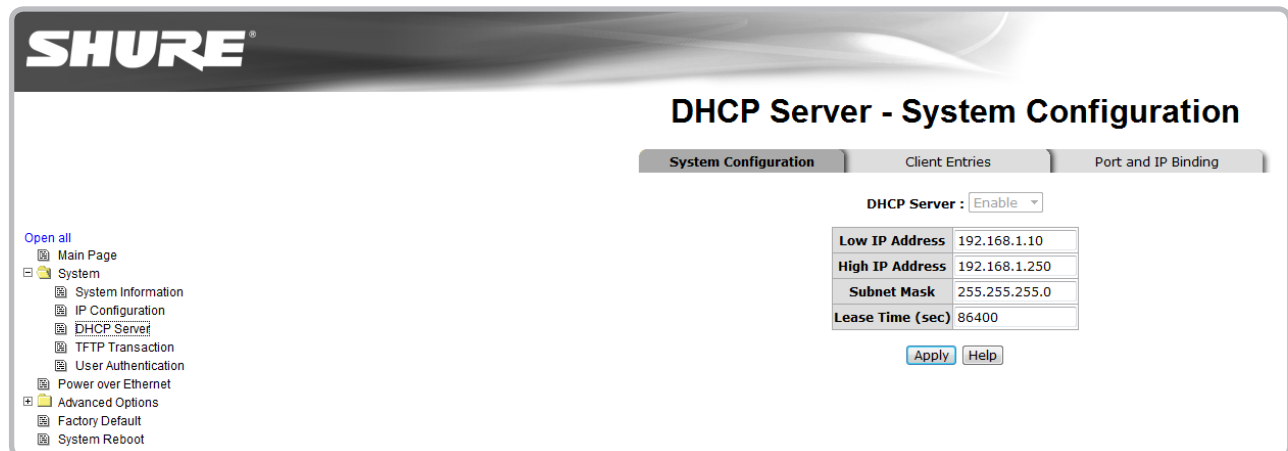 SHURE®
DHCP Server - System Configuration
System Configuration
Client Entries
Port and IP Binding
DHCP Server : Enable
Low IP Address 192.168.1.10
High IP Address 192.168.1.250
Subnet Mask 255.255.255.0
Lease Time (sec) 86400
Apply Help
Open all
Main Page
System
System Information
IP Configuration
DHCP Server
TFTP Transaction
User Authentication
Power over Ethernet
Advanced Options
Factory Default
System Reboot